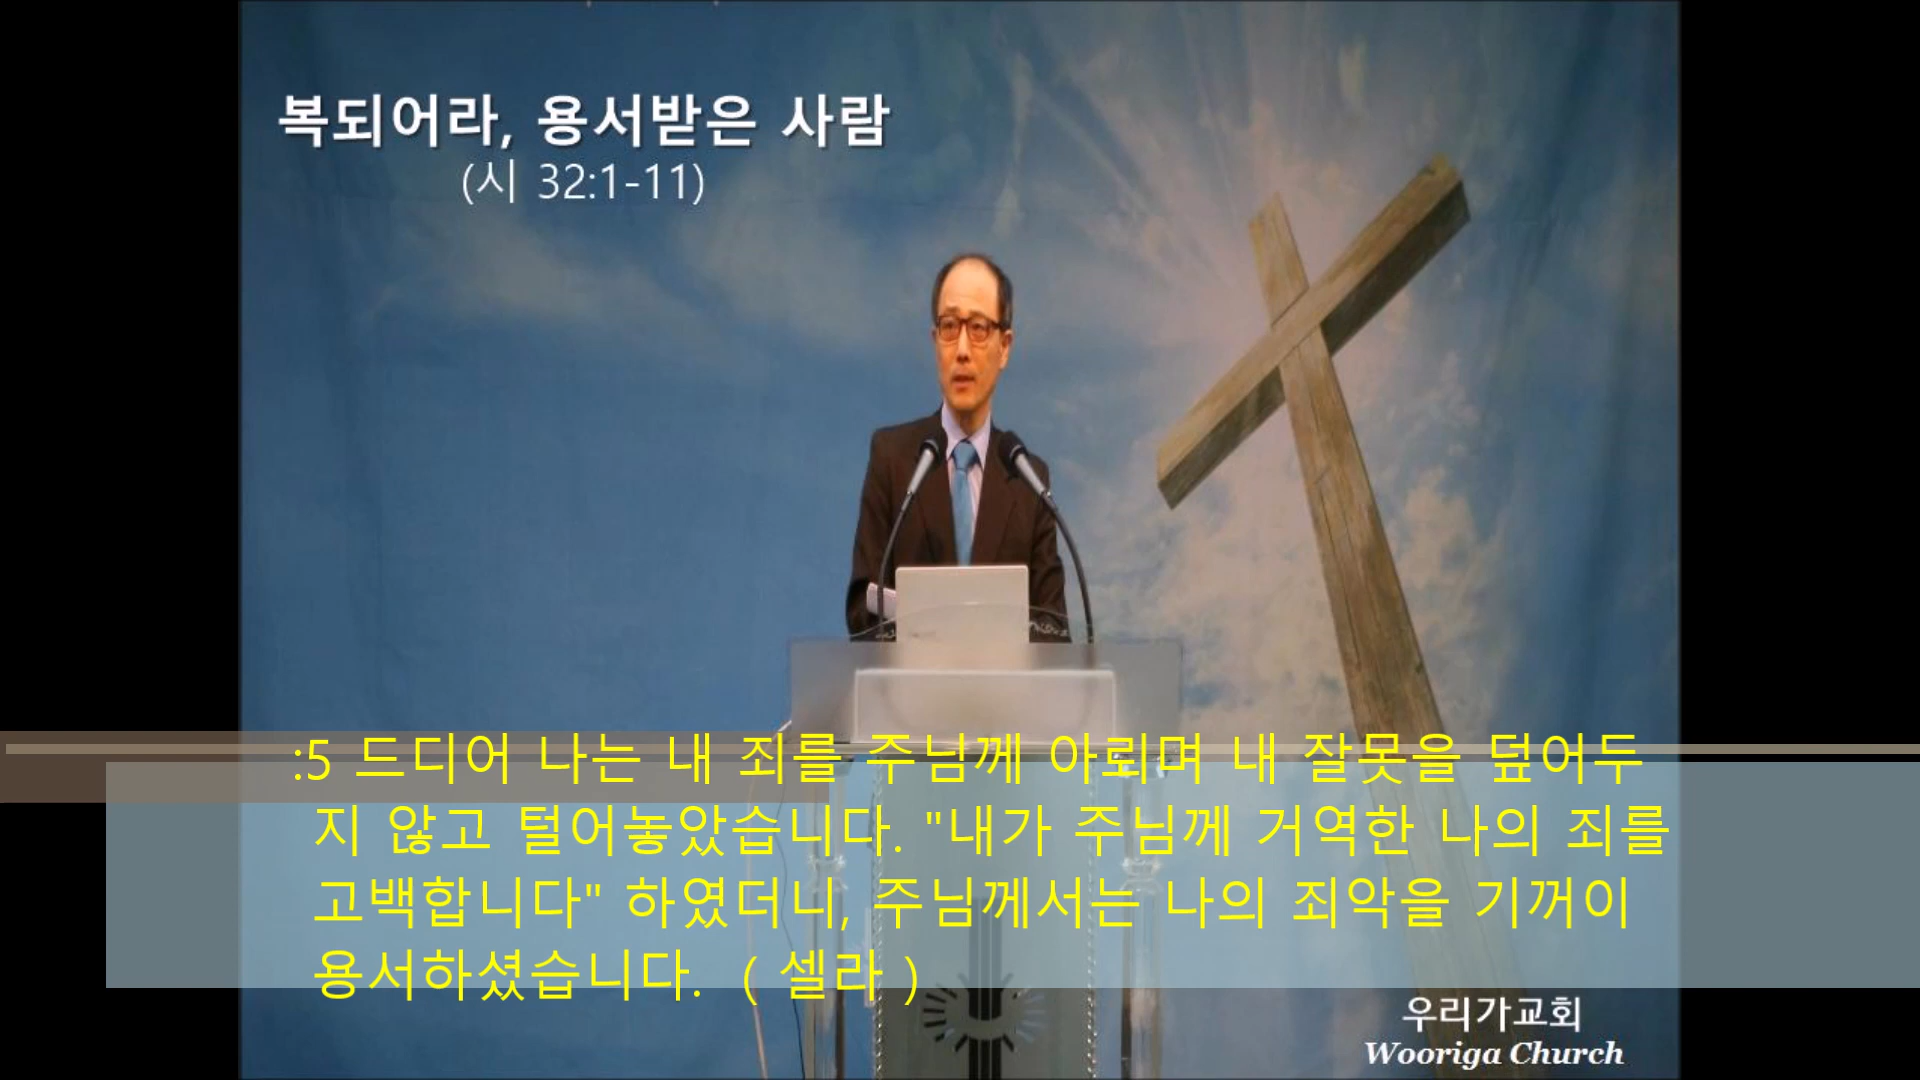 복되어라, 용서받은 사람
(시 32:1-11)
:5 드디어 나는 내 죄를 주님께 아뢰며 내 잘못을 덮어두
지 않고 털어놓았습니다. "내가 주님께 거역한 나의 죄를
고백합니다" 하였더니, 주님께서는 나의 죄악을 기꺼이
용서하셨습니다. ( 셀라 )
우리가교회
Wooriga Church